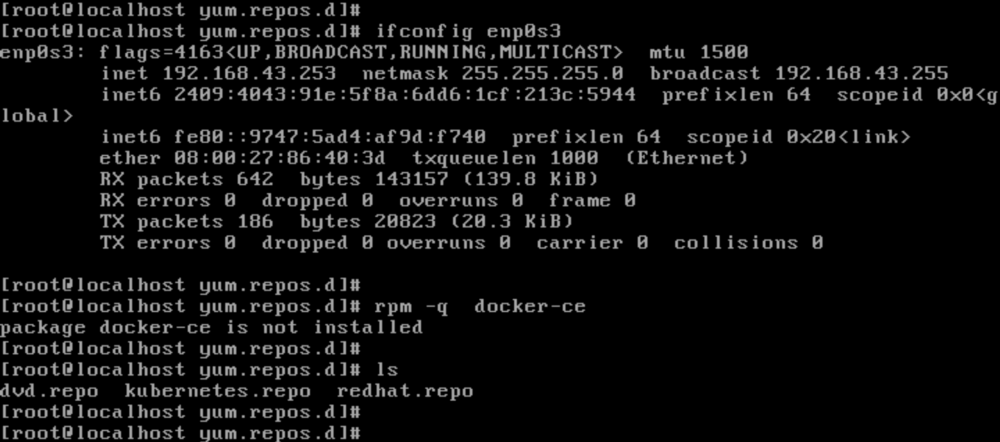 [root@localhost yum.repos.d]#
[root@localhost yum.repos.d]# ifconfig enp0s3
enp0s3: flags=4163<UP,BROADCAST,RUNNING,MULTICAST>  mtu 1500
        inet 192.168.43.253  netmask 255.255.255.0  broadcast 192.168.43.255
        inet6 2409:4043:91e:5f8a:6dd6:1cf:213c:5944  prefixlen 64  scopeid 0x0<g
lobal>
        inet6 fe80::9747:5ad4:af9d:f740  prefixlen 64  scopeid 0x20<link>
        ether 08:00:27:86:40:3d  txqueuelen 1000  (Ethernet)
        RX packets 642  bytes 143157 (139.8 KiB)
        RX errors 0  dropped 0  overruns 0  frame 0
        TX packets 186  bytes 20823 (20.3 KiB)
        TX errors 0  dropped 0 overruns 0  carrier 0  collisions 0
[root@localhost yum.repos.d]#
[root@localhost yum.repos.d]# rpm -q  docker-ce
package docker-ce is not installed
[root@localhost yum.repos.d]#
[root@localhost yum.repos.d]# ls
dvd.repo  kubernetes.repo  redhat.repo
[root@localhost yum.repos.d]#
[root@localhost yum.repos.d]#